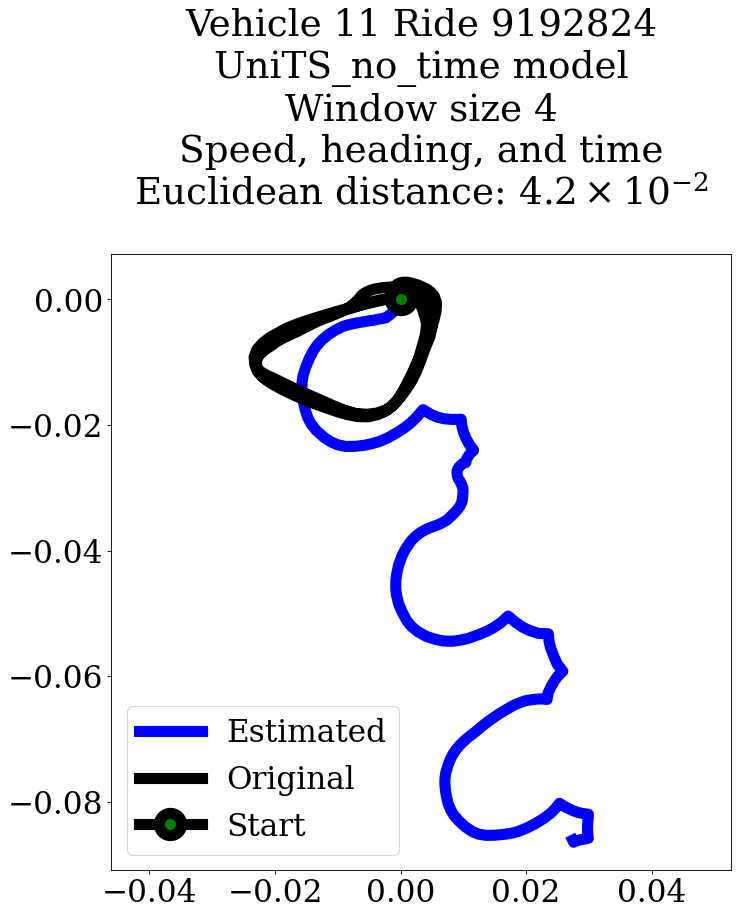 Vehicle 11 Ride 9192824
UniTS_no_time model
Window size 4
Speed, heading, and time
Euclidean distance: 4.2 × 10⁻²
0.00
−0.02
−0.04
−0.06
−0.08
Estimated
Original
Start
−0.04 −0.02 0.00 0.02 0.04